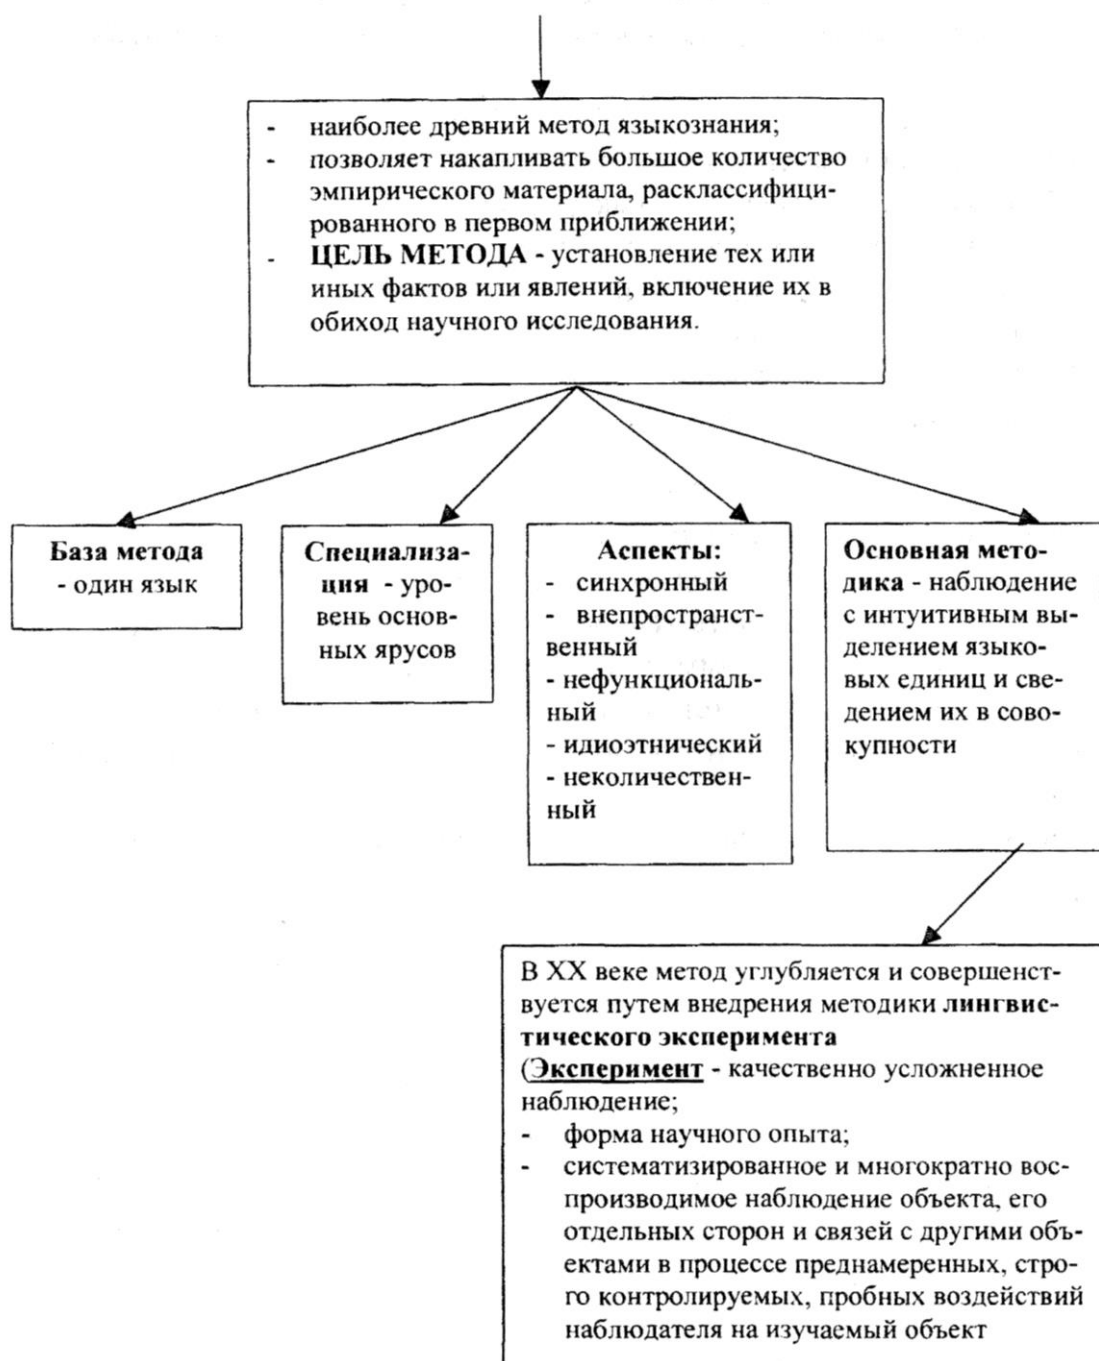 - наиболее древний метод языкознания;
- позволяет накапливать большое количество
эмпирического материала, расклассифици-
рованного в первом приближении;
- ЦЕЛЬ МЕТОДА - установление тех или
иных фактов или явлений, включение их в
обиход научного исследования.
База метода
- один язык
Специализа-
ция - уро-
вень основ-
ных ярусов
Аспекты:
- синхронный
- внепространст-
венный
- нефункциональ-
ный
- идиоэтнический
- неколичествен-
ный
Основная мето-
дика - наблюдение
с интуитивным вы-
делением языко-
вых единиц и све-
дением их в сово-
купности
В XX веке метод углубляется и совершенст-
вуется путем внедрения методики лингвис-
тического эксперимента
(Эксперимент - качественно усложненное
наблюдение;
- форма научного опыта;
- систематизированное и многократно вос-
производимое наблюдение объекта, его
отдельных сторон и связей с другими объ-
ектами в процессе преднамеренных, стро-
го контролируемых, пробных воздействий
наблюдателя на изучаемый объект